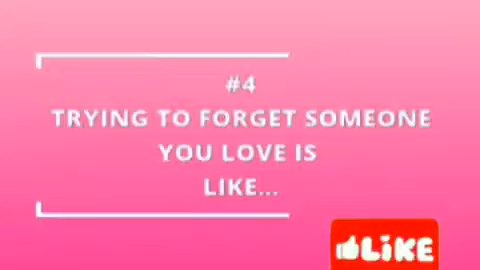 #4
TRYING TO FORGET SOMEONE
YOU LOVE IS
LIKE...
LiKE